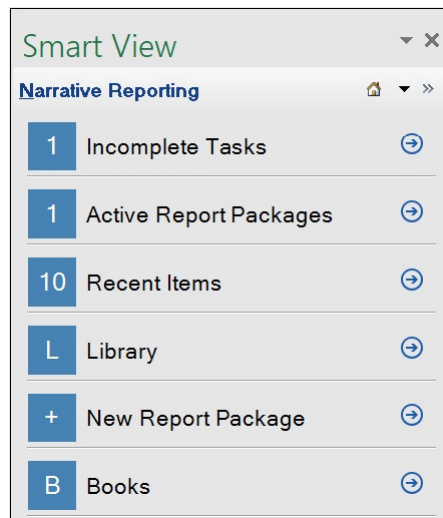 Smart View
Narrative Reporting
1 Incomplete Tasks
1 Active Report Packages
10 Recent Items
L Library
+ New Report Package
B Books